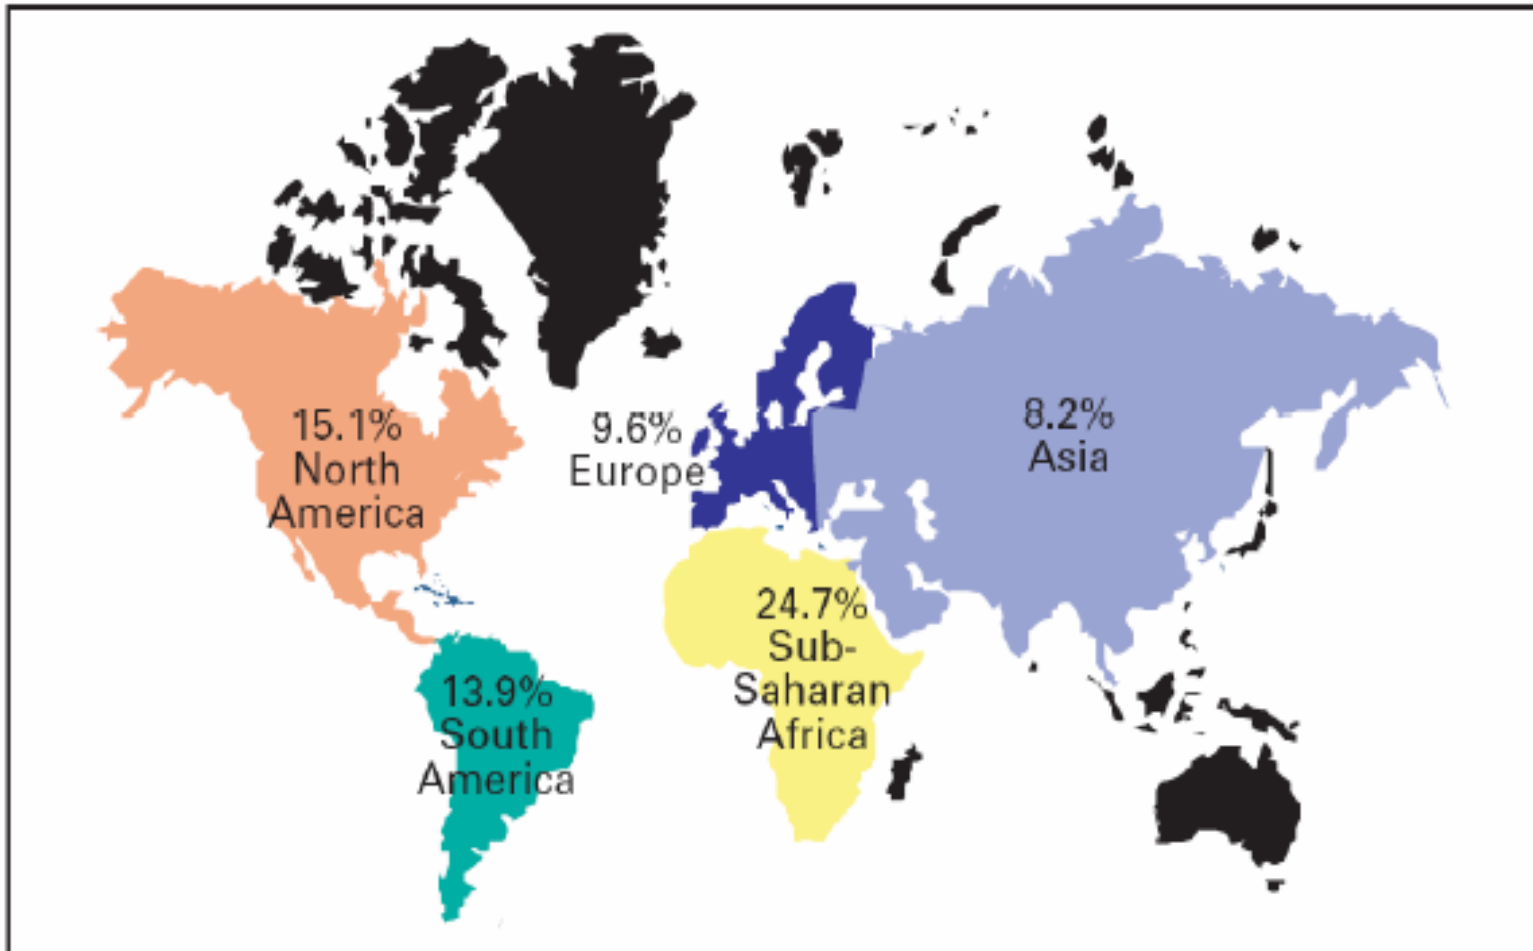 15.1%
North
America
9.6%
Europe
8.2%
Asia
24.7%
Sub-
Saharan
Africa
13.9%
South
America